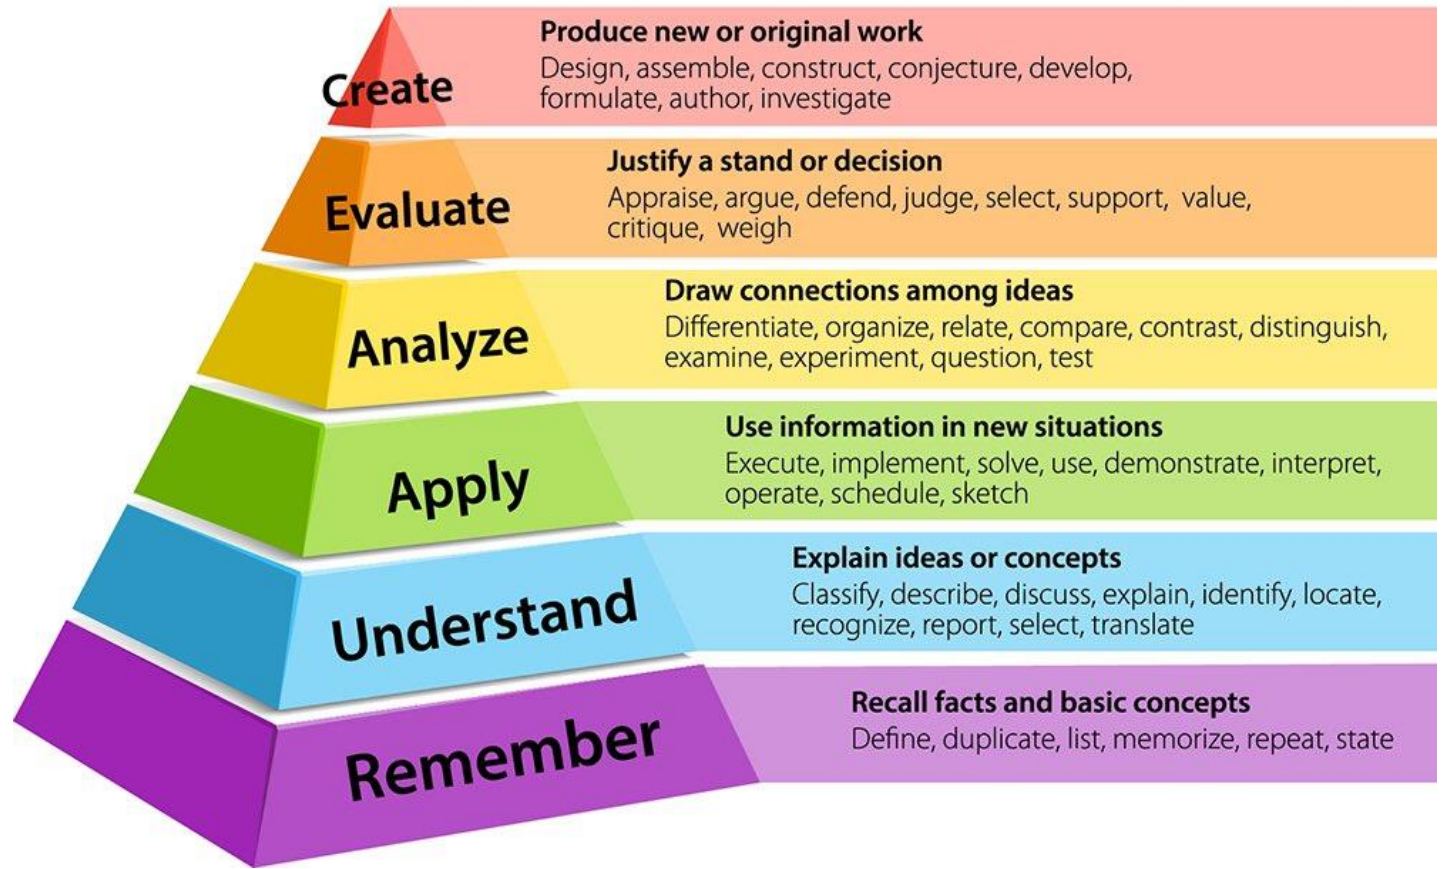 Create
Produce new or original work
Design, assemble, construct, conjecture, develop,
formulate, author, investigate
Evaluate
Justify a stand or decision
Appraise, argue, defend, judge, select, support, value,
critique, weigh
Analyze
Draw connections among ideas
Differentiate, organize, relate, compare, contrast, distinguish,
examine, experiment, question, test
Apply
Use information in new situations
Execute, implement, solve, use, demonstrate, interpret,
operate, schedule, sketch
Understand
Explain ideas or concepts
Classify, describe, discuss, explain, identify, locate,
recognize, report, select, translate
Remember
Recall facts and basic concepts
Define, duplicate, list, memorize, repeat, state